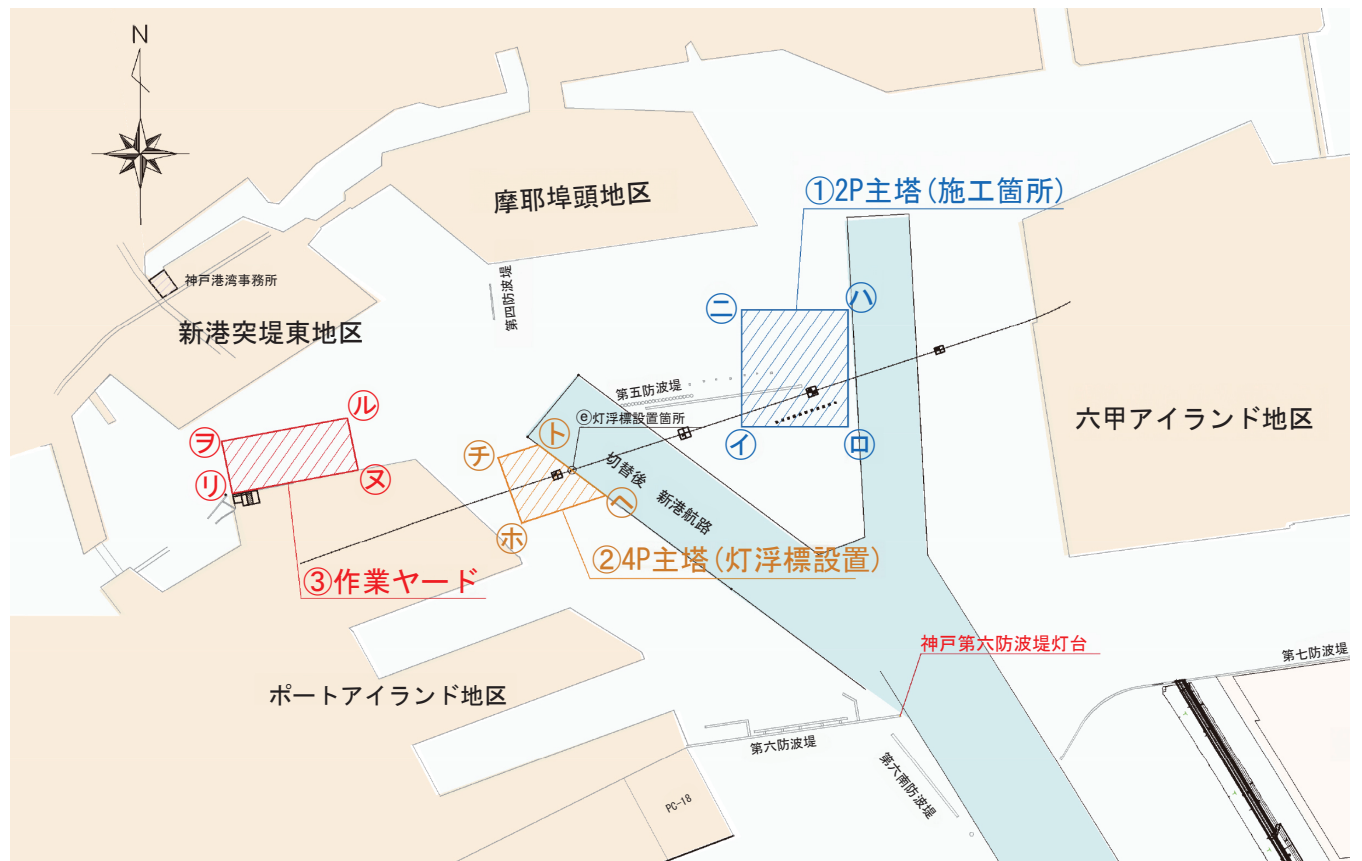 N
摩耶埠頭地区
①2P主塔(施工箇所)
神戸港湾事務所
新港突堤東地区
第四防波堤
ニ
ハ
第五防波堤
六甲アイランド地区
ⓔ灯浮標設置箇所
イ
ロ
ル
ヲ
リ
ヌ
チ
ト
ホ
ヘ
切替後 新港航路
②4P主塔(灯浮標設置)
③作業ヤード
神戸第六防波堤灯台
第七防波堤
ポートアイランド地区
第六防波堤
第六南防波堤
PC-18